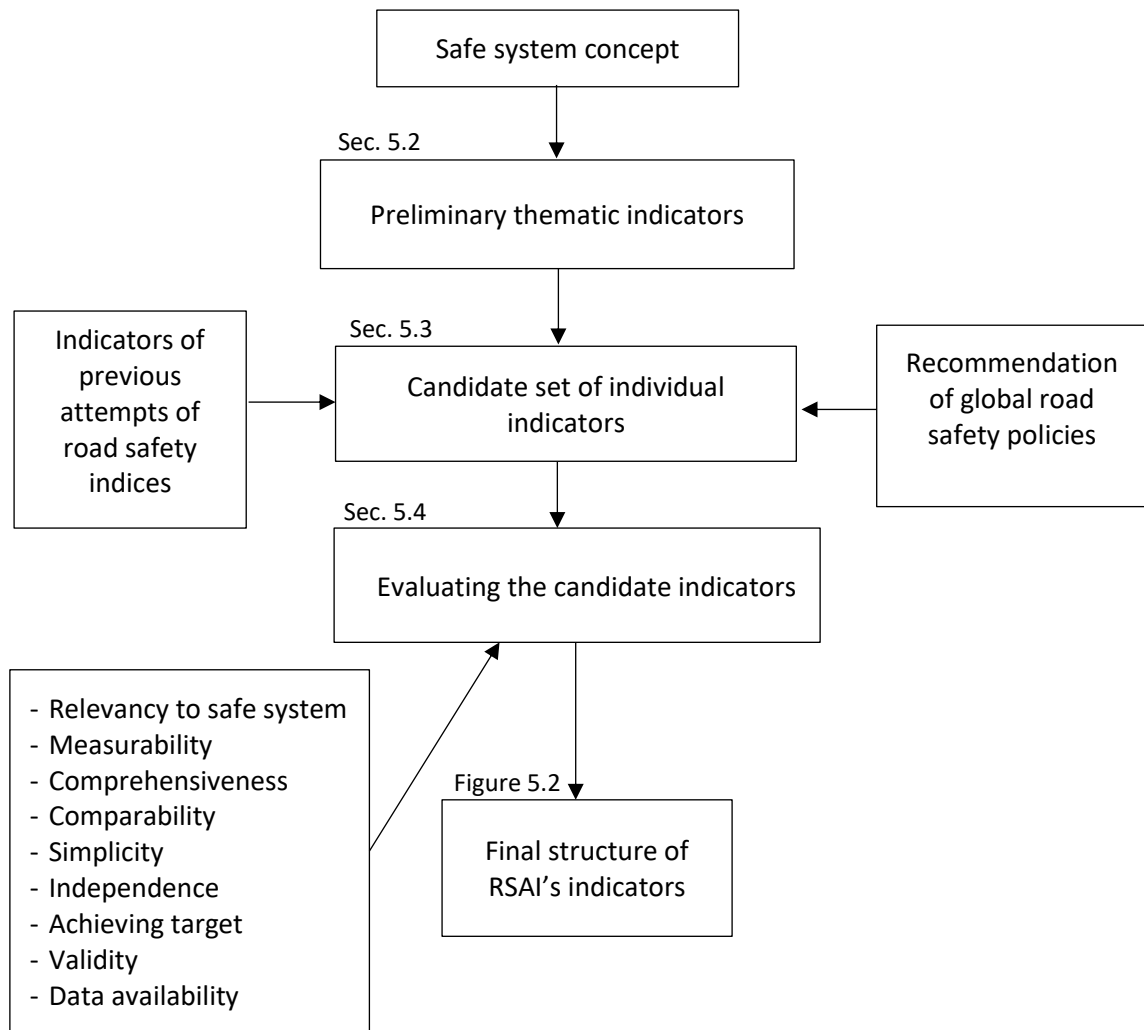 Safe system concept
Sec. 5.2
Preliminary thematic indicators
Indicators of
previous
attempts of
road safety
indices
Sec. 5.3
Candidate set of individual
indicators
Recommendation
of global road
safety policies
Sec. 5.4
Evaluating the candidate indicators
- Relevancy to safe system
- Measurability
- Comprehensiveness
- Comparability
- Simplicity
- Independence
- Achieving target
- Validity
- Data availability
Figure 5.2
Final structure of
RSAI’s indicators